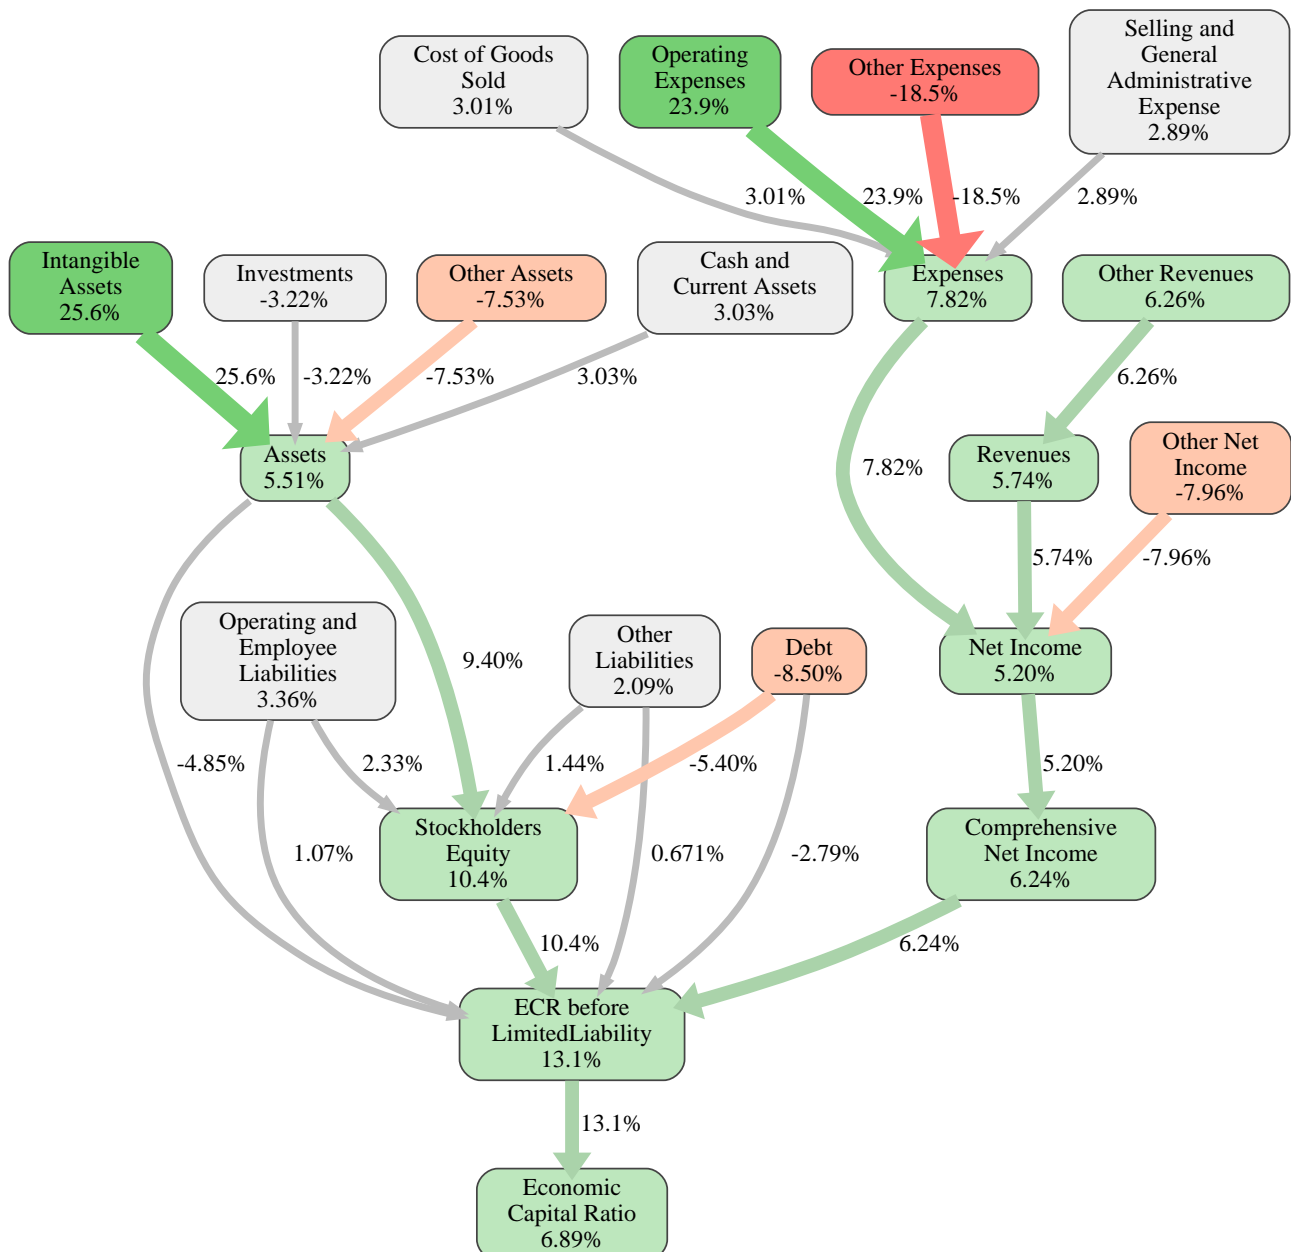 Cost of Goods
Sold
3.01%
Operating
Expenses
23.9%
Other Expenses
-18.5%
Selling and
General
Administrative
Expense
2.89%
3.01%
23.9%
-18.5%
2.89%
Intangible
Assets
25.6%
Investments
-3.22%
Other Assets
-7.53%
Cash and
Current Assets
3.03%
Expenses
7.82%
Other Revenues
6.26%
25.6%
-3.22%
-7.53%
3.03%
6.26%
Assets
5.51%
7.82%
Revenues
5.74%
Other Net
Income
-7.96%
5.74%
-7.96%
Operating and
Employee
Liabilities
3.36%
9.40%
Other
Liabilities
2.09%
Debt
-8.50%
Net Income
5.20%
-4.85%
2.33%
1.44%
-5.40%
5.20%
1.07%
Stockholders
Equity
10.4%
0.671%
-2.79%
Comprehensive
Net Income
6.24%
10.4%
6.24%
ECR before
LimitedLiability
13.1%
13.1%
Economic
Capital Ratio
6.89%